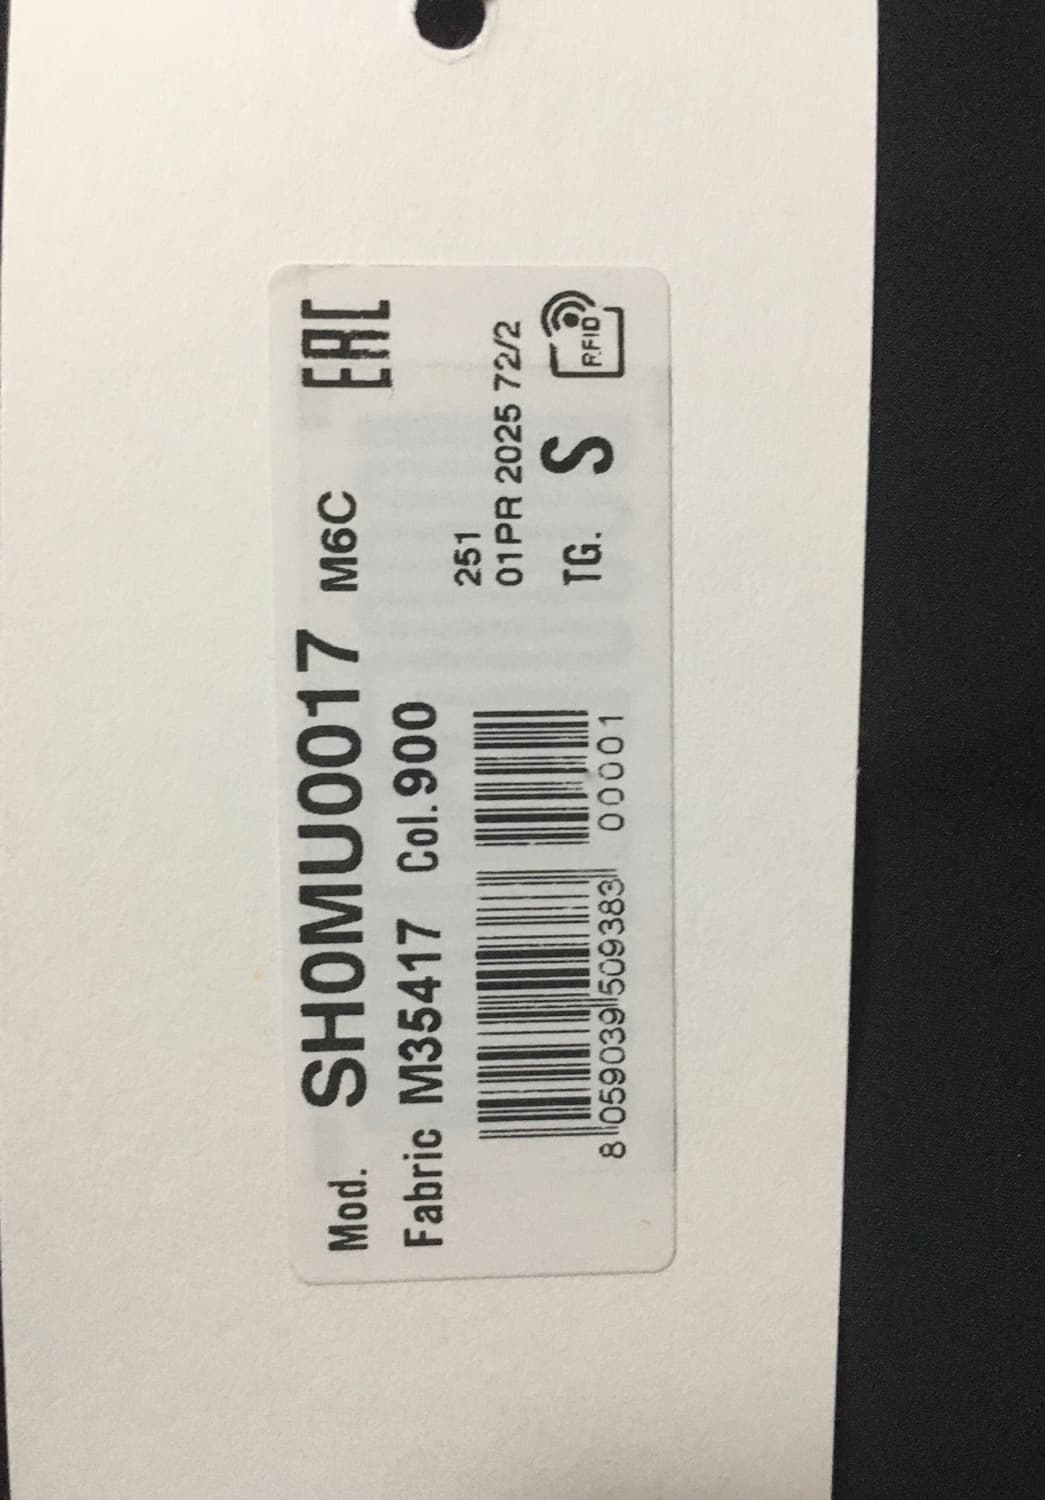 Mod. SHOMU0017 M6C EAC
Fabric M35417 Col.900
251
01PR 2025 72/2
TG. S RFID
8 059039 509383 00001